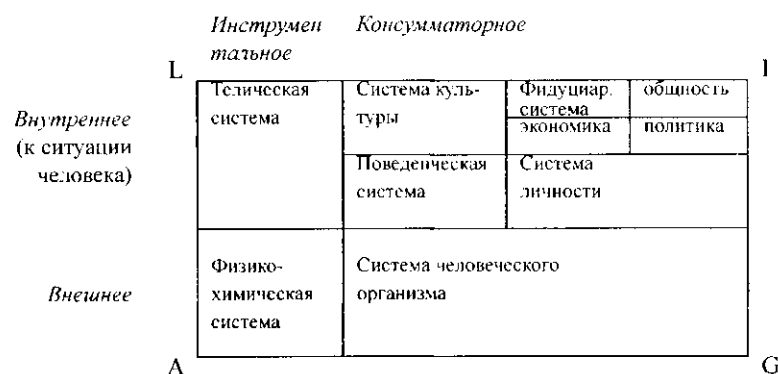 Инструмен Консумматорное
тальное
L I
Телическая Система куль- Фидуциар. общность
система туры система
экономика политика
Внутреннее
(к ситуации
человека)
Поведенческая Система
система личности
Физико- Система человеческого
химическая организма
система
Внешнее
A G